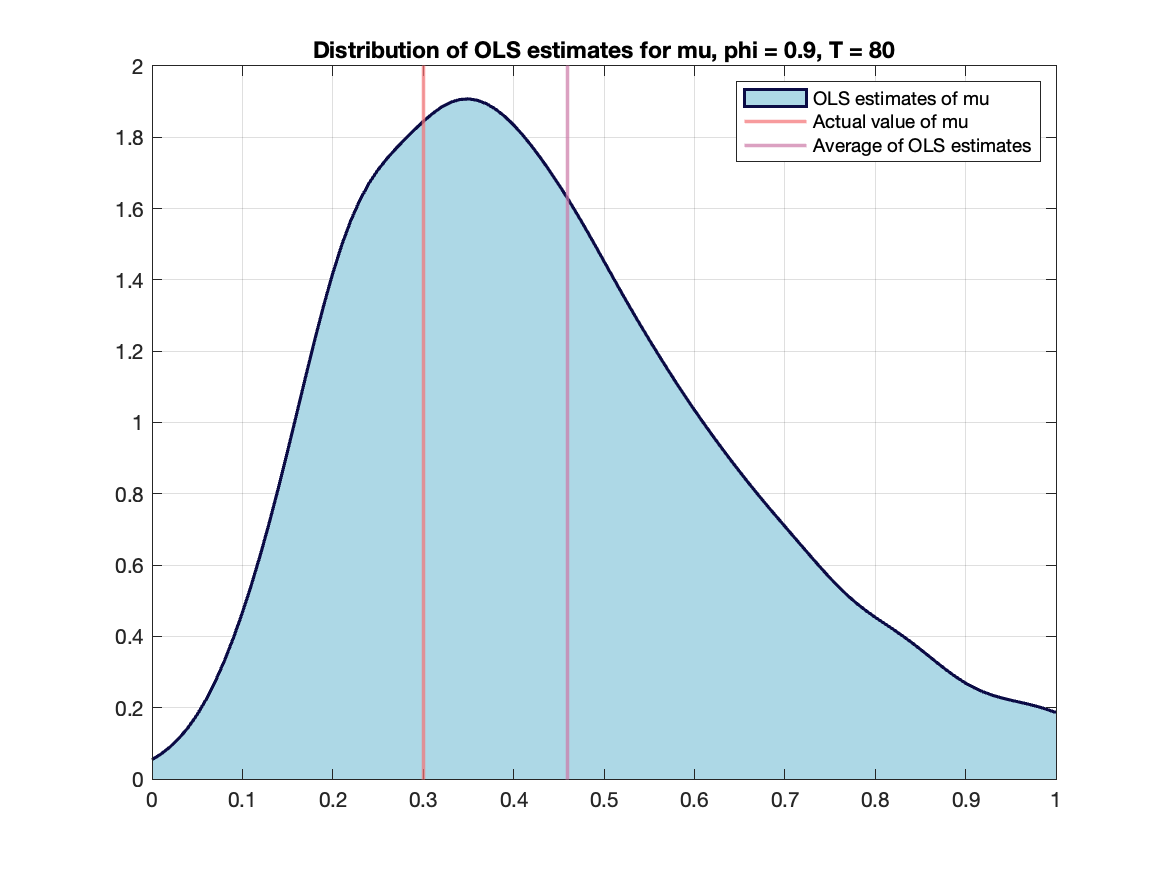 Distribution of OLS estimates for mu, phi = 0.9, T = 80
OLS estimates of mu
Actual value of mu
Average of OLS estimates
2
1.8
1.6
1.4
1.2
1
0.8
0.6
0.4
0.2
0
0 0.1 0.2 0.3 0.4 0.5 0.6 0.7 0.8 0.9 1